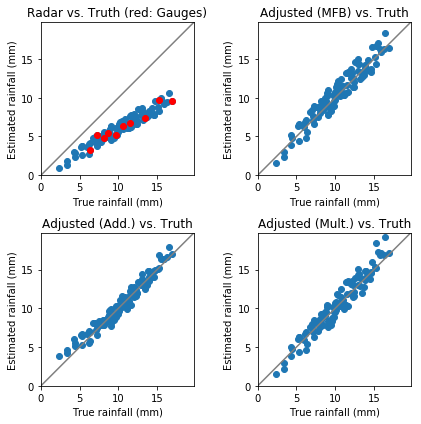 Radar vs. Truth (red: Gauges)
Estimated rainfall (mm)
15
10
5
0
0 5 10 15
True rainfall (mm)
Adjusted (MFB) vs. Truth
Estimated rainfall (mm)
15
10
5
0
0 5 10 15
True rainfall (mm)
Adjusted (Add.) vs. Truth
Estimated rainfall (mm)
15
10
5
0
0 5 10 15
True rainfall (mm)
Adjusted (Mult.) vs. Truth
Estimated rainfall (mm)
15
10
5
0
0 5 10 15
True rainfall (mm)